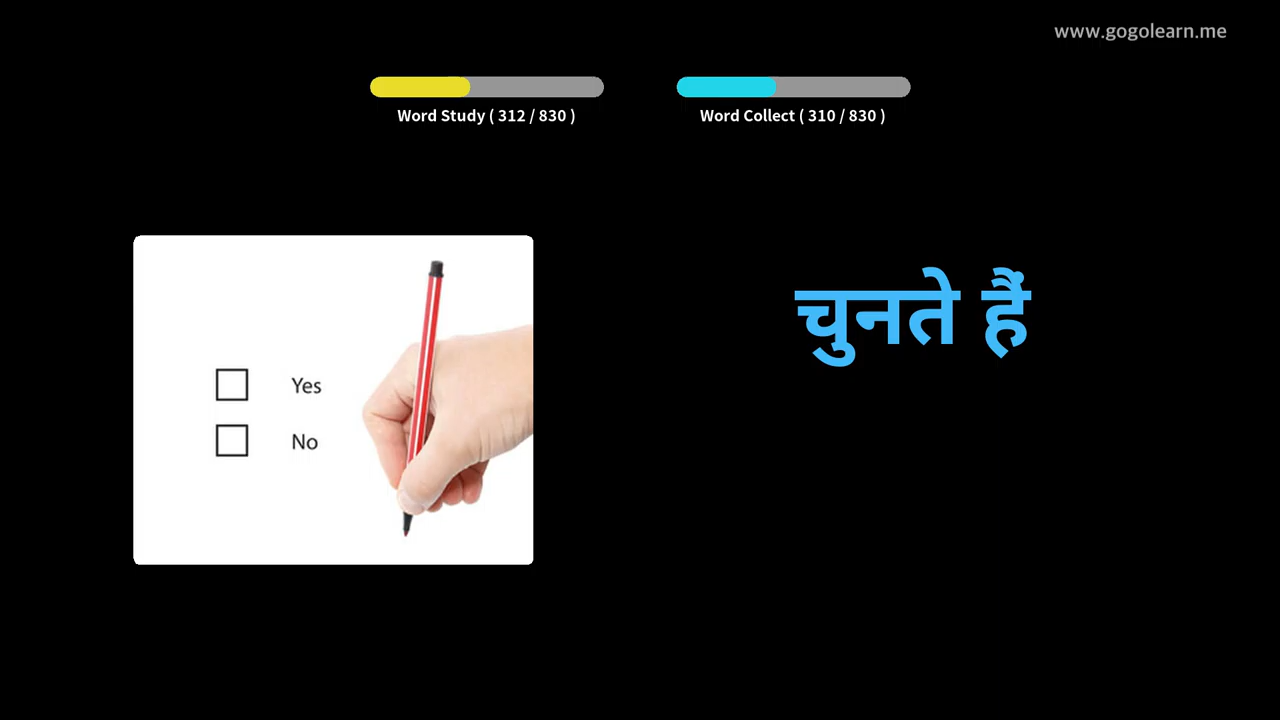 www.gogolearn.me
Word Study ( 312 / 830 )
Word Collect ( 310 / 830 )
Yes
No
चुनते हैं